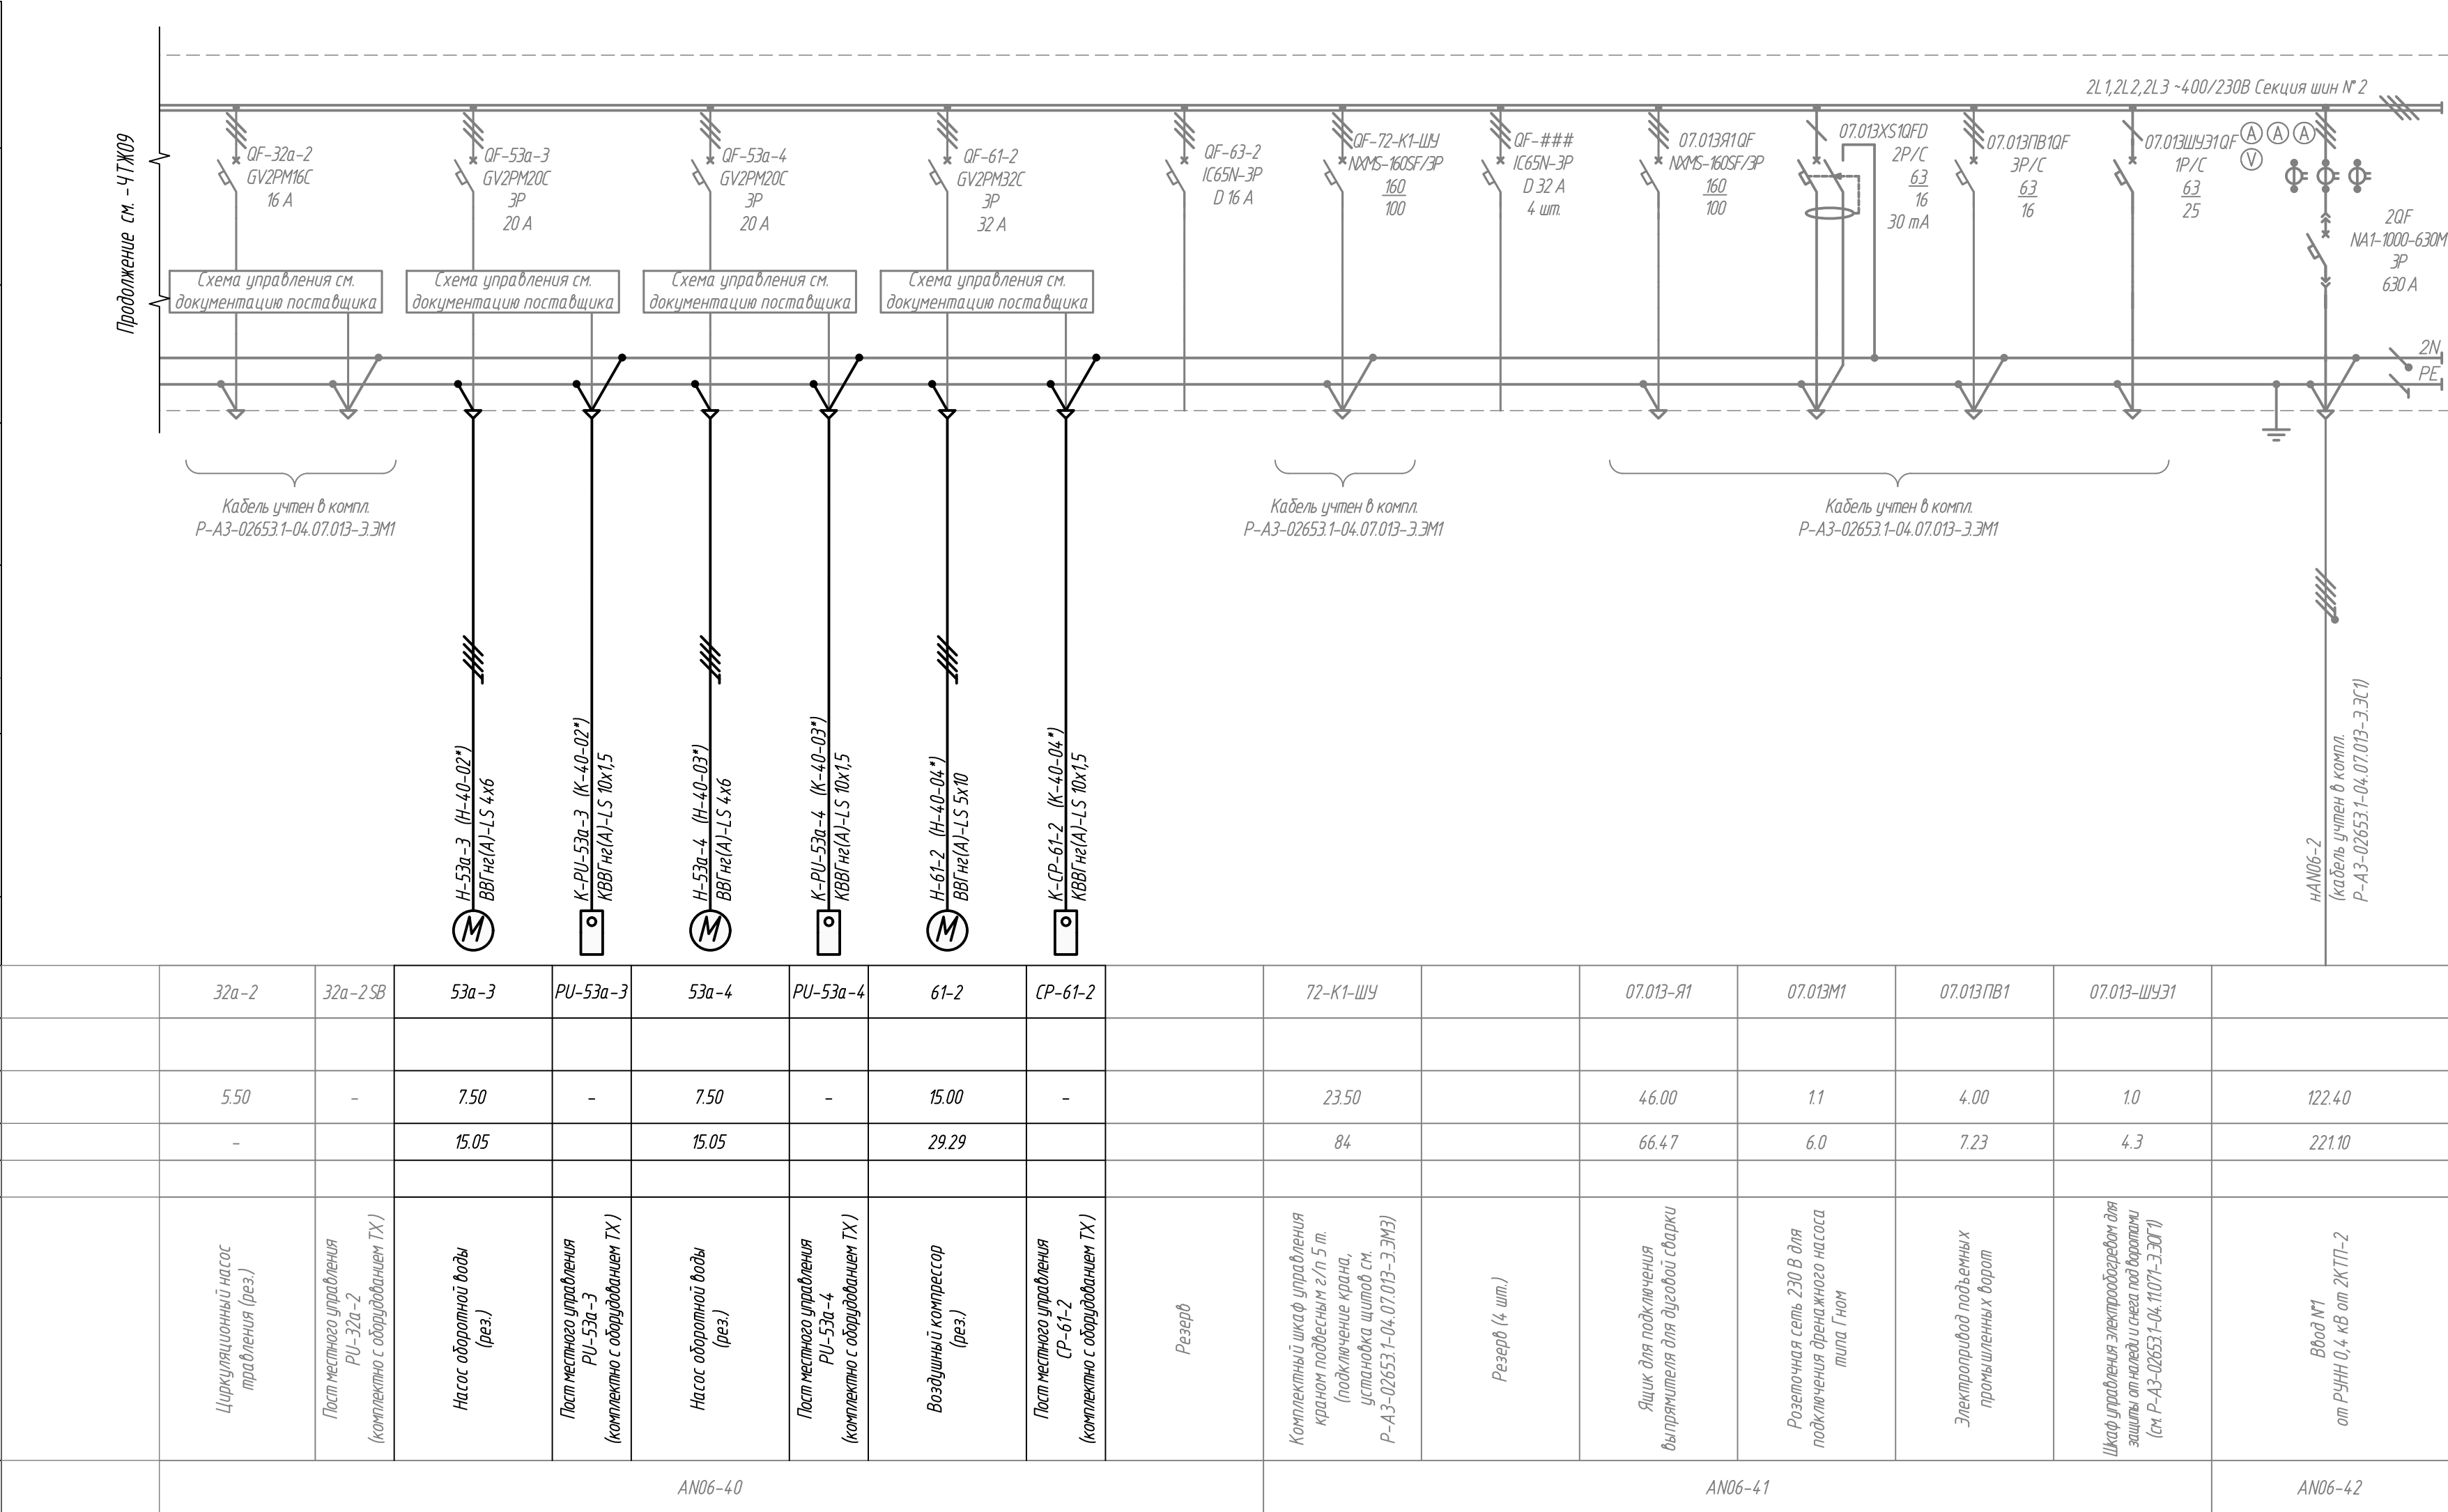 Продолжение см. -ЧТЖ09
2L1,2L2,2L3 ~400/230В Секция шин №2
QF-32а-2
GV2PM16C
16 А
QF-53а-3
GV2PM20C
3P
20 А
QF-53а-4
GV2PM20C
3P
20 А
QF-61-2
GV2PM32C
3P
32 А
QF-63-2
IC65N-3P
D 16 А
QF-72-К1-ШУ
NXMS-160SF/3P
160
100
QF-###
IC65N-3P
D 32 А
4 шт.
07.013Я1QF
NXMS-160SF/3P
160
100
07.013XS1QFD
2P/C
63
16
30 mA
07.013ПВ1QF
3P/C
63
16
07.013ШУЭ1QF
1P/C
63
25
A A A
V
2QF
NA1-1000-630М
3P
630 А
Схема управления см.
документацию поставщика
Схема управления см.
документацию поставщика
Схема управления см.
документацию поставщика
Схема управления см.
документацию поставщика
2N
PE
Кабель учтен в компл.
Р-АЗ-02653.1-04.07.013-Э.ЭМ1
Кабель учтен в компл.
Р-АЗ-02653.1-04.07.013-Э.ЭМ1
Кабель учтен в компл.
Р-АЗ-02653.1-04.07.013-Э.ЭМ1
Н-53а-3 (Н-40-02*)
ВВГнг(А)-LS 4х6
К-PU-53а-3 (К-40-02*)
КВВГнг(А)-LS 10х1,5
Н-53а-4 (Н-40-03*)
ВВГнг(А)-LS 4х6
К-PU-53а-4 (К-40-03*)
КВВГнг(А)-LS 10х1,5
Н-61-2 (Н-40-04*)
ВВГнг(А)-LS 5х10
К-СР-61-2 (К-40-04*)
КВВГнг(А)-LS 10х1,5
нAN06-2
(кабель учтен в компл.
Р-АЗ-02653.1-04.07.013-Э.ЭС1)
M
M
M
32а-2
32а-2SB
53а-3
PU-53а-3
53а-4
PU-53а-4
61-2
СР-61-2
72-К1-ШУ
07.013-Я1
07.013М1
07.013ПВ1
07.013-ШУЭ1
5.50
-
7.50
-
7.50
-
15.00
-
23.50
46.00
1.1
4.00
1.0
122.40
-
15.05
15.05
29.29
84
66.47
6.0
7.23
4.3
221.10
Циркуляционный насос
травления (рез.)
Пост местного управления
PU-32а-2
(комплектно с оборудованием ТХ)
Насос оборотной воды
(рез.)
Пост местного управления
PU-53а-3
(комплектно с оборудованием ТХ)
Насос оборотной воды
(рез.)
Пост местного управления
PU-53а-4
(комплектно с оборудованием ТХ)
Воздушный компрессор
(рез.)
Пост местного управления
СР-61-2
(комплектно с оборудованием ТХ)
Резерв
Комплектный шкаф управления
краном подвесным г/п 5 т.
(подключение крана,
установка щитов см.
Р-АЗ-02653.1-04.07.013-Э.ЭМ3)
Резерв (4 шт.)
Ящик для подключения
выпрямителя для дуговой сварки
Розеточная сеть 230 В для
подключения дренажного насоса
типа Гном
Электропривод подъемных
промышленных ворот
Шкаф управления электрообогревом для
защиты от наледи и снега под воротами
(см. Р-АЗ-02653.1-04.11.071-Э.ЭОГ1)
Ввод №1
от РУНН 0,4 кВ от 2КТП-2
AN06-40
AN06-41
AN06-42